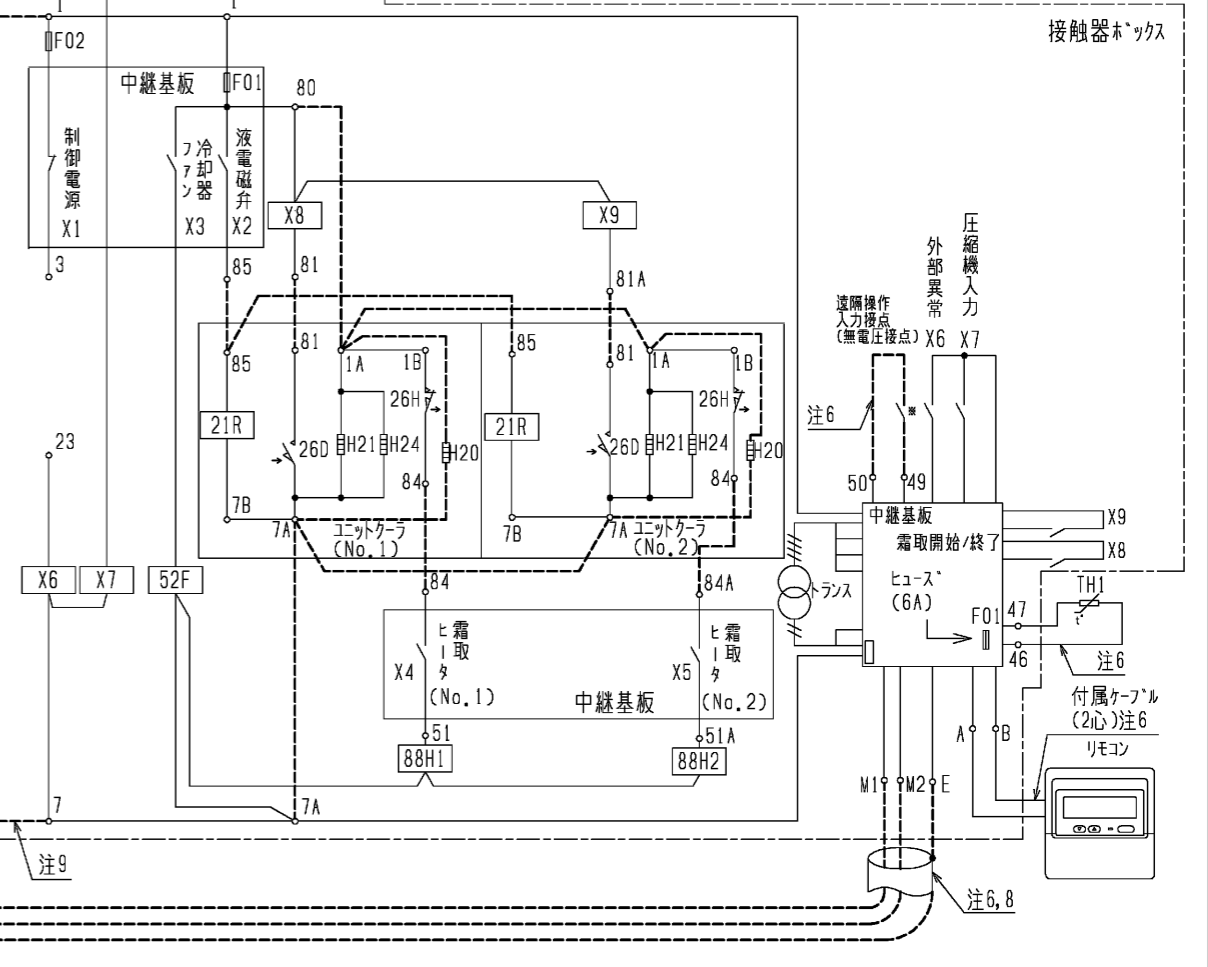 1
1
接触器ボックス
F02
中継基板
F01
80
制御電源
X1
冷却器
ファン
X3
液電磁弁
X2
X8
X9
3
85
81
81A
圧縮機入力
外部異常
遠隔操作
入力接点
(無電圧接点)
X6
X7
85
81
1A
1B
85
81
1A
1B
26H
26H
注6
※
21R
26D
H21
H24
H20
21R
26D
H21
H24
H20
23
84
84
50
49
7B
7A
ユニットクーラ
(No.1)
7B
7A
ユニットクーラ
(No.2)
中継基板
霜取開始/終了
X9
X8
X6
X7
52F
84
84A
トランス
ヒューズ
(6A)
F01
47
46
TH1
t°
注6
霜取
ヒータ
X4
(No.1)
霜取
ヒータ
X5
(No.2)
中継基板
51
51A
88H1
88H2
付属ケーブル
(2心)注6
A
B
リモコン
M1
M2
E
7
7A
注9
注6,8